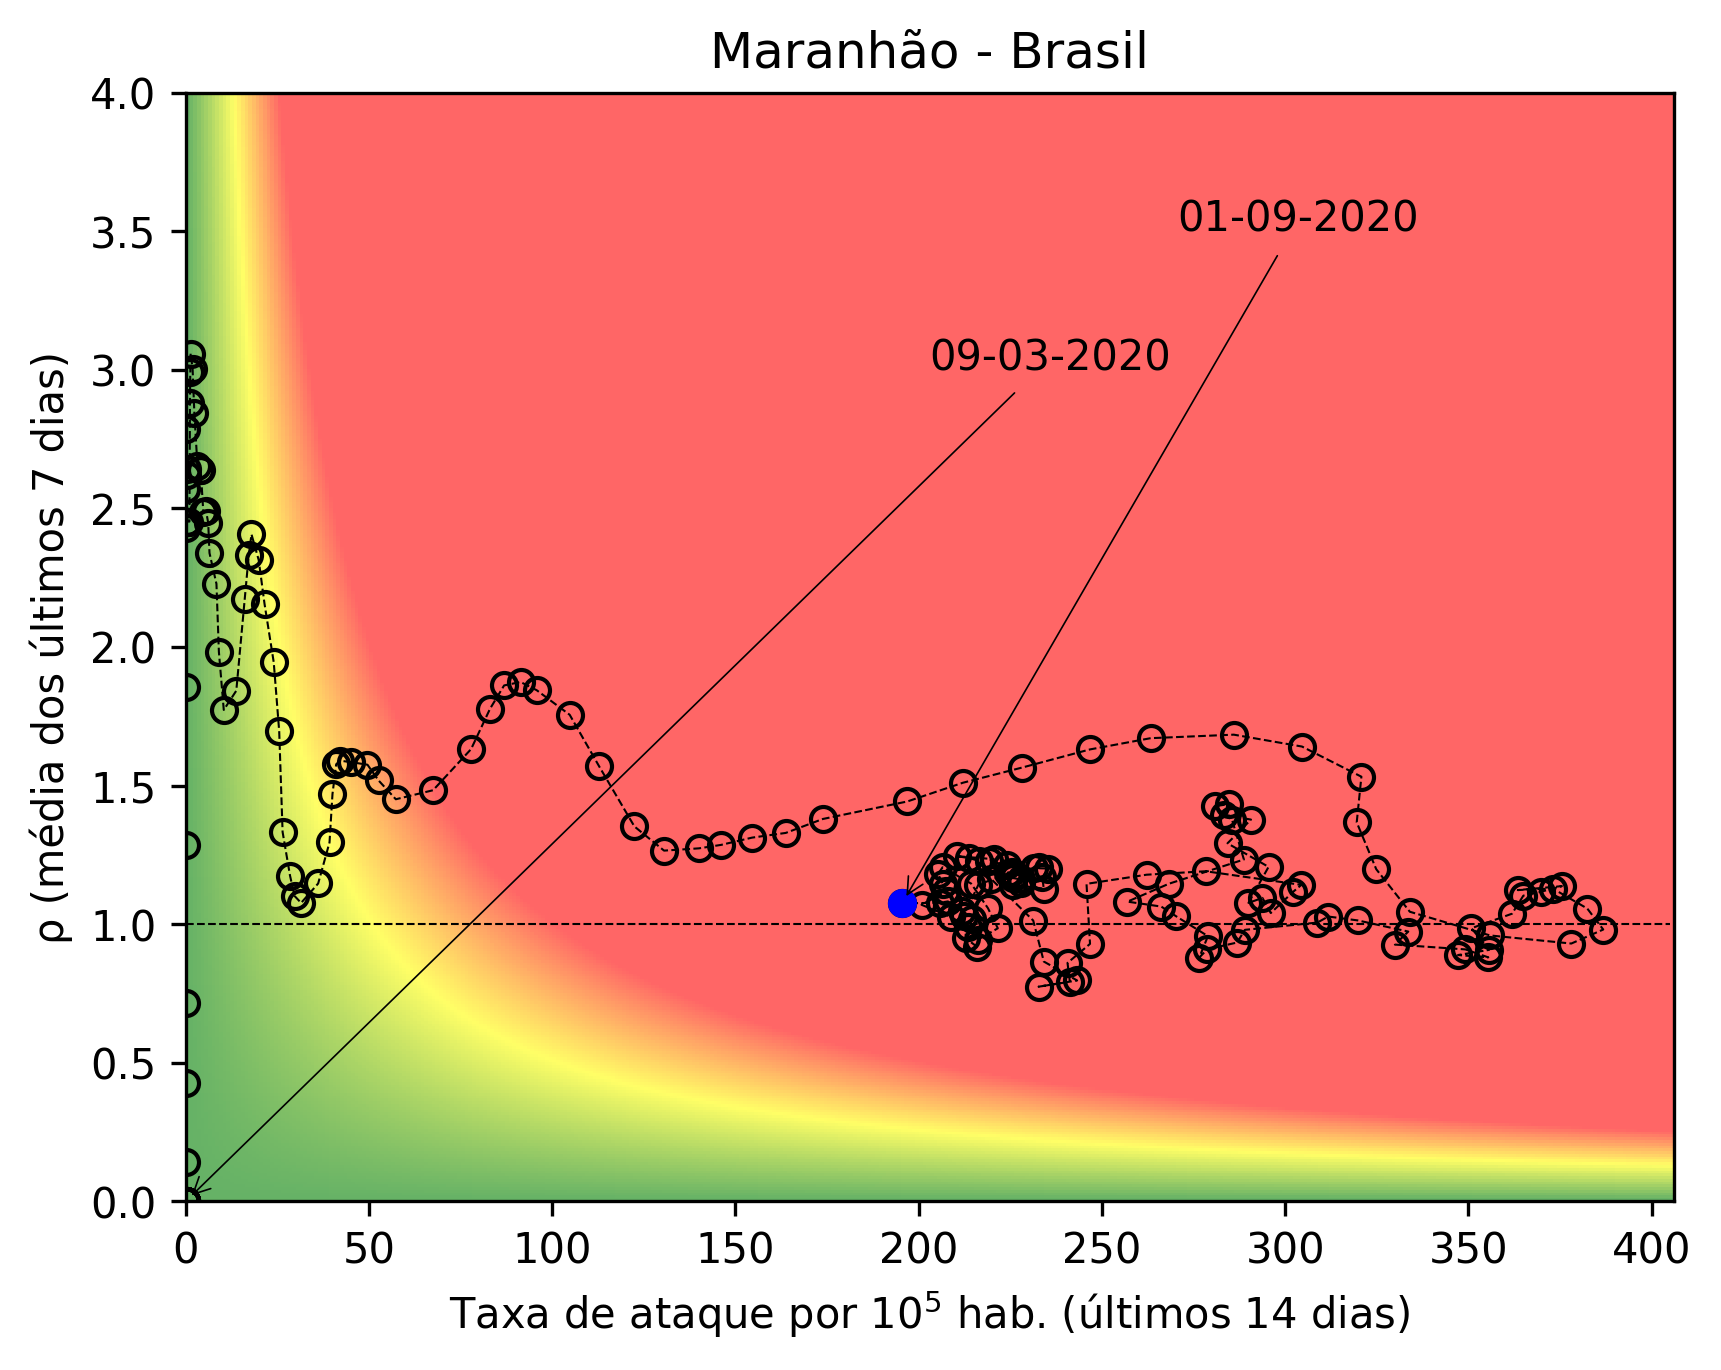 Maranhão - Brasil
4.0
3.5
3.0
2.5
2.0
1.5
1.0
0.5
0.0
ρ (média dos últimos 7 dias)
01-09-2020
09-03-2020
0 50 100 150 200 250 300 350 400
Taxa de ataque por 10⁵ hab. (últimos 14 dias)